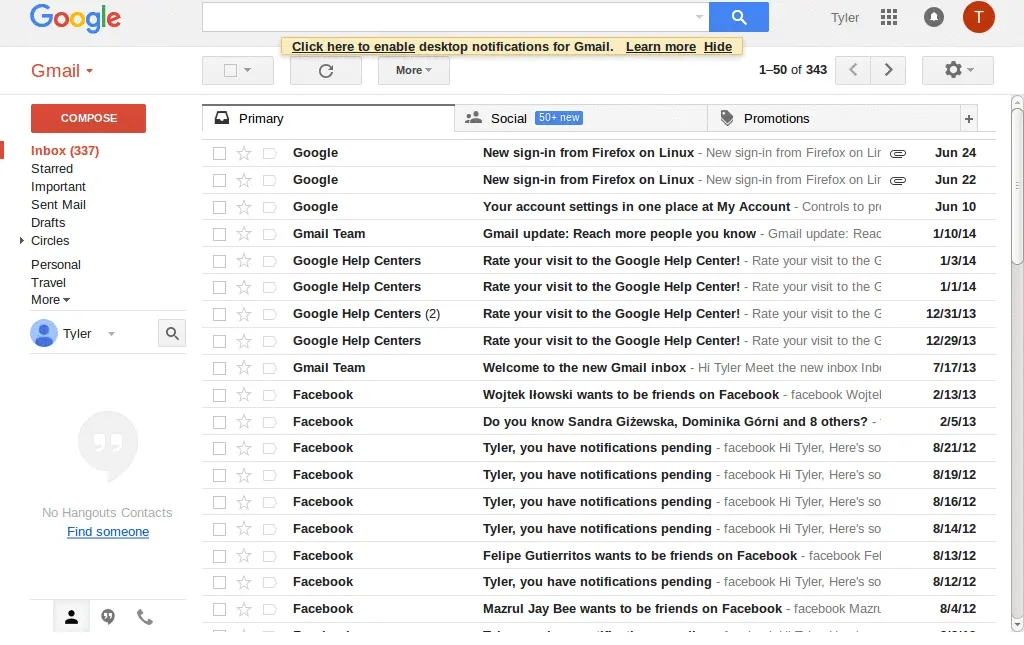 Google
Tyler
T
Click here to enable desktop notifications for Gmail. Learn more Hide
Gmail
More
1–50 of 343
COMPOSE
Inbox (337)
Starred
Important
Sent Mail
Drafts
Circles
Personal
Travel
More
Tyler
No Hangouts Contacts
Find someone
Primary
Social 50+ new
Promotions
+
Google New sign-in from Firefox on Linux - New sign-in from Firefox on Lir Jun 24
Google New sign-in from Firefox on Linux - New sign-in from Firefox on Lir Jun 22
Google Your account settings in one place at My Account - Controls to pr Jun 10
Gmail Team Gmail update: Reach more people you know - Gmail update: Reac 1/10/14
Google Help Centers Rate your visit to the Google Help Center! - Rate your visit to the G 1/3/14
Google Help Centers Rate your visit to the Google Help Center! - Rate your visit to the G 1/1/14
Google Help Centers (2) Rate your visit to the Google Help Center! - Rate your visit to the G 12/31/13
Google Help Centers Rate your visit to the Google Help Center! - Rate your visit to the G 12/29/13
Gmail Team Welcome to the new Gmail inbox - Hi Tyler Meet the new inbox Inb 7/17/13
Facebook Wojtek Iłowski wants to be friends on Facebook - facebook Wojtel 2/13/13
Facebook Do you know Sandra Giżewska, Dominika Górni and 8 others? - 2/5/13
Facebook Tyler, you have notifications pending - facebook Hi Tyler, Here's so 8/21/12
Facebook Tyler, you have notifications pending - facebook Hi Tyler, Here's so 8/19/12
Facebook Tyler, you have notifications pending - facebook Hi Tyler, Here's so 8/16/12
Facebook Tyler, you have notifications pending - facebook Hi Tyler, Here's so 8/14/12
Facebook Felipe Gutierritos wants to be friends on Facebook - facebook Fel 8/13/12
Facebook Tyler, you have notifications pending - facebook Hi Tyler, Here's so 8/12/12
Facebook Mazrul Jay Bee wants to be friends on Facebook - facebook Mazru 8/4/12